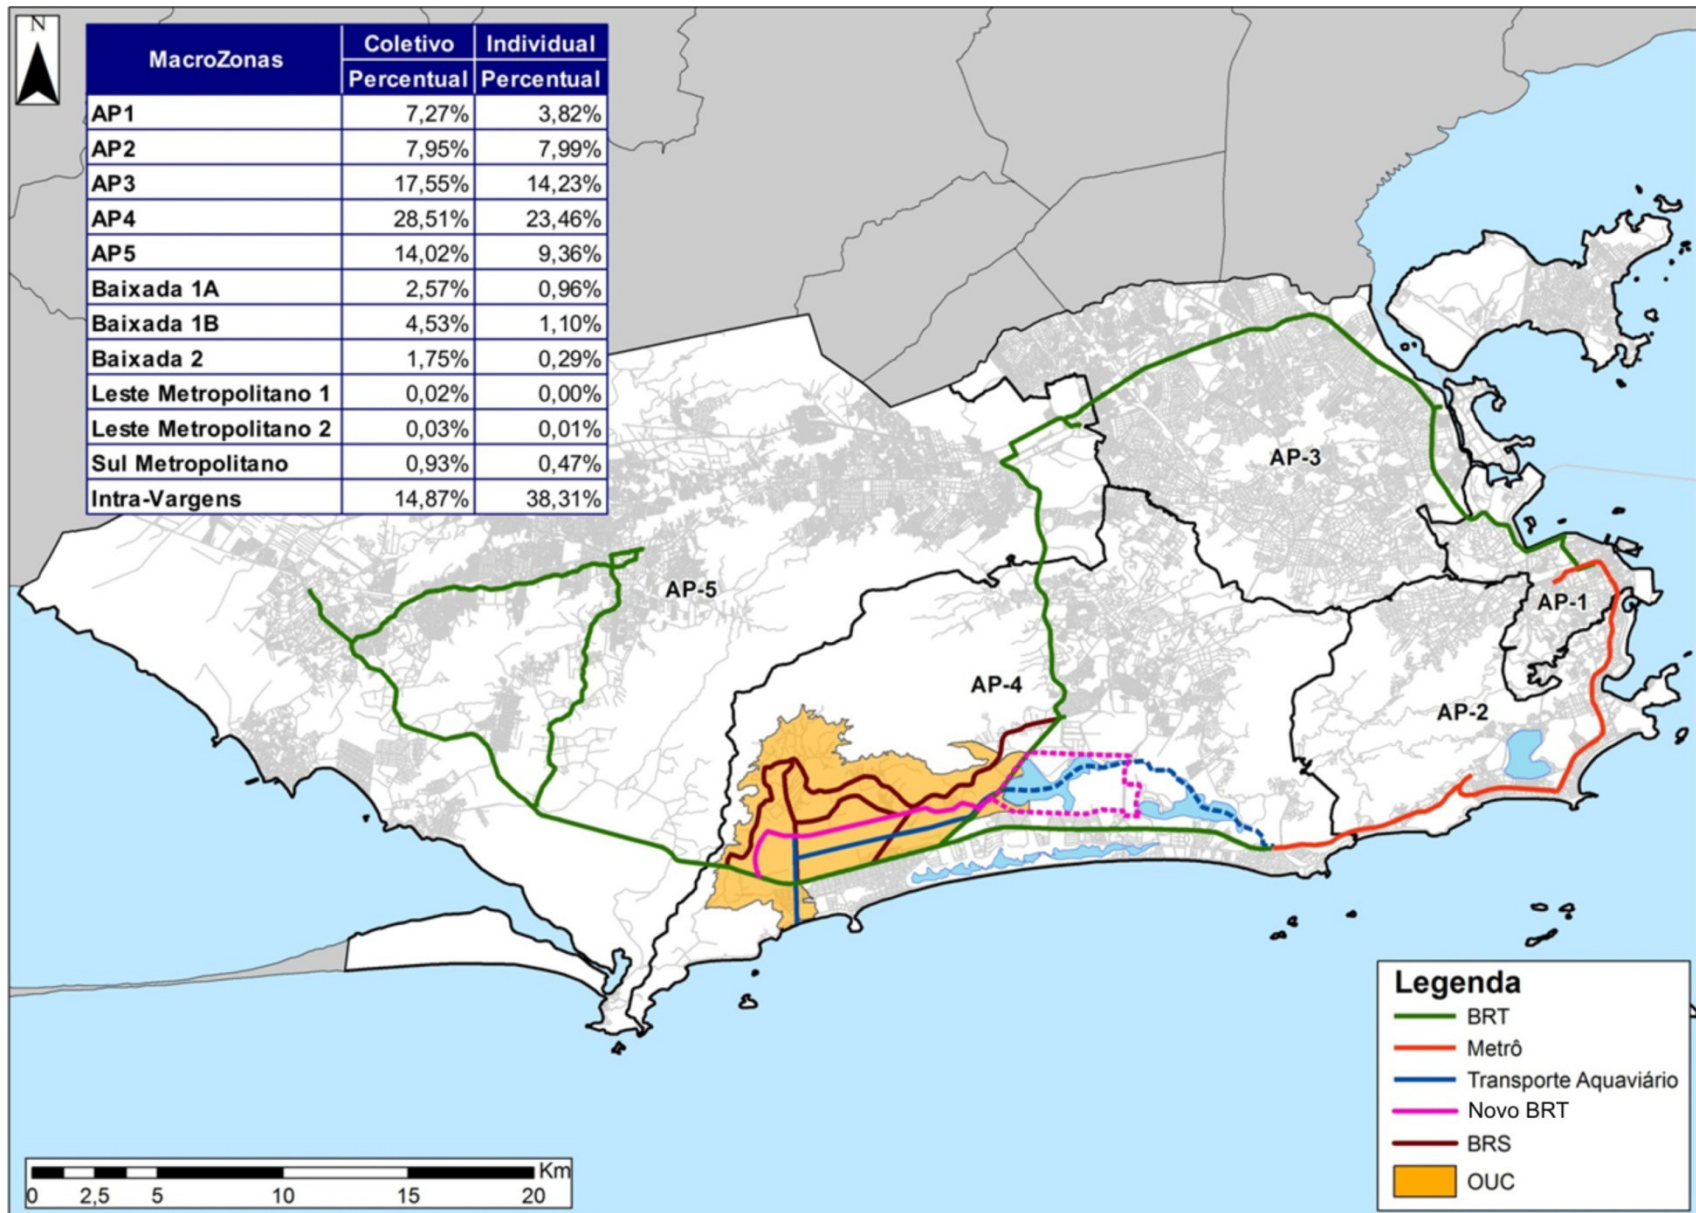 N
MacroZonas Coletivo Individual
Percentual Percentual
AP1 7,27% 3,82%
AP2 7,95% 7,99%
AP3 17,55% 14,23%
AP4 28,51% 23,46%
AP5 14,02% 9,36%
Baixada 1A 2,57% 0,96%
Baixada 1B 4,53% 1,10%
Baixada 2 1,75% 0,29%
Leste Metropolitano 1 0,02% 0,00%
Leste Metropolitano 2 0,03% 0,01%
Sul Metropolitano 0,93% 0,47%
Intra-Vargens 14,87% 38,31%
AP-3
AP-5
AP-1
AP-4
AP-2
Legenda
BRT
Metrô
Transporte Aquaviário
Novo BRT
BRS
OUC
Km
0 2,5 5 10 15 20